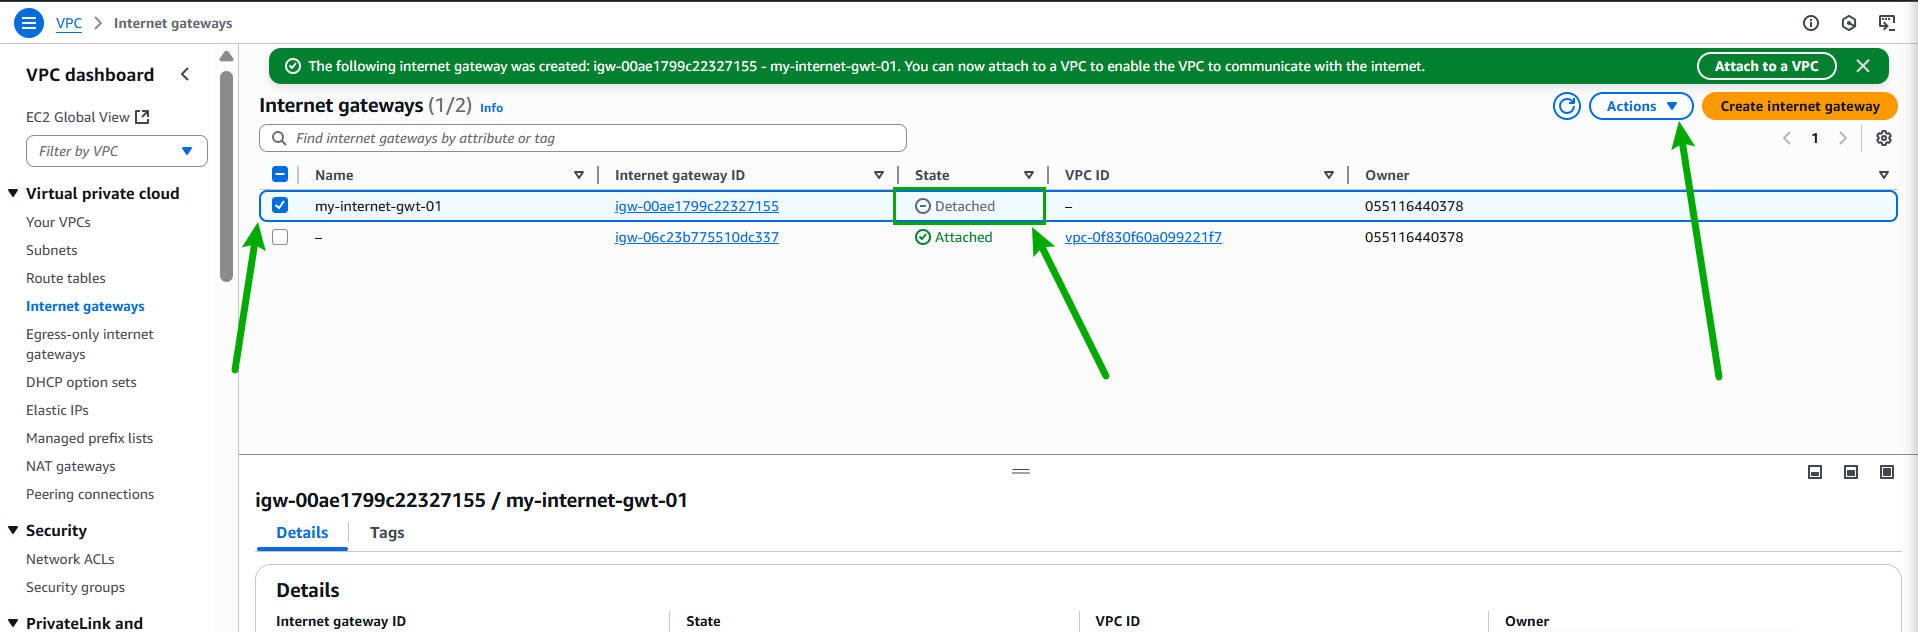 VPC > Internet gateways
VPC dashboard
EC2 Global View
Filter by VPC
Virtual private cloud
Your VPCs
Subnets
Route tables
Internet gateways
Egress-only internet
gateways
DHCP option sets
Elastic IPs
Managed prefix lists
NAT gateways
Peering connections
Security
Network ACLs
Security groups
PrivateLink and
The following internet gateway was created: igw-00ae1799c22327155 - my-internet-gwt-01. You can now attach to a VPC to enable the VPC to communicate with the internet. Attach to a VPC
Internet gateways (1/2) Info Actions Create internet gateway
Find internet gateways by attribute or tag 1
Name Internet gateway ID State VPC ID Owner
my-internet-gwt-01 igw-00ae1799c22327155 Detached – 055116440378
– igw-06c23b775510dc337 Attached vpc-0f830f60a099221f7 055116440378
igw-00ae1799c22327155 / my-internet-gwt-01
Details Tags
Details
Internet gateway ID State VPC ID Owner